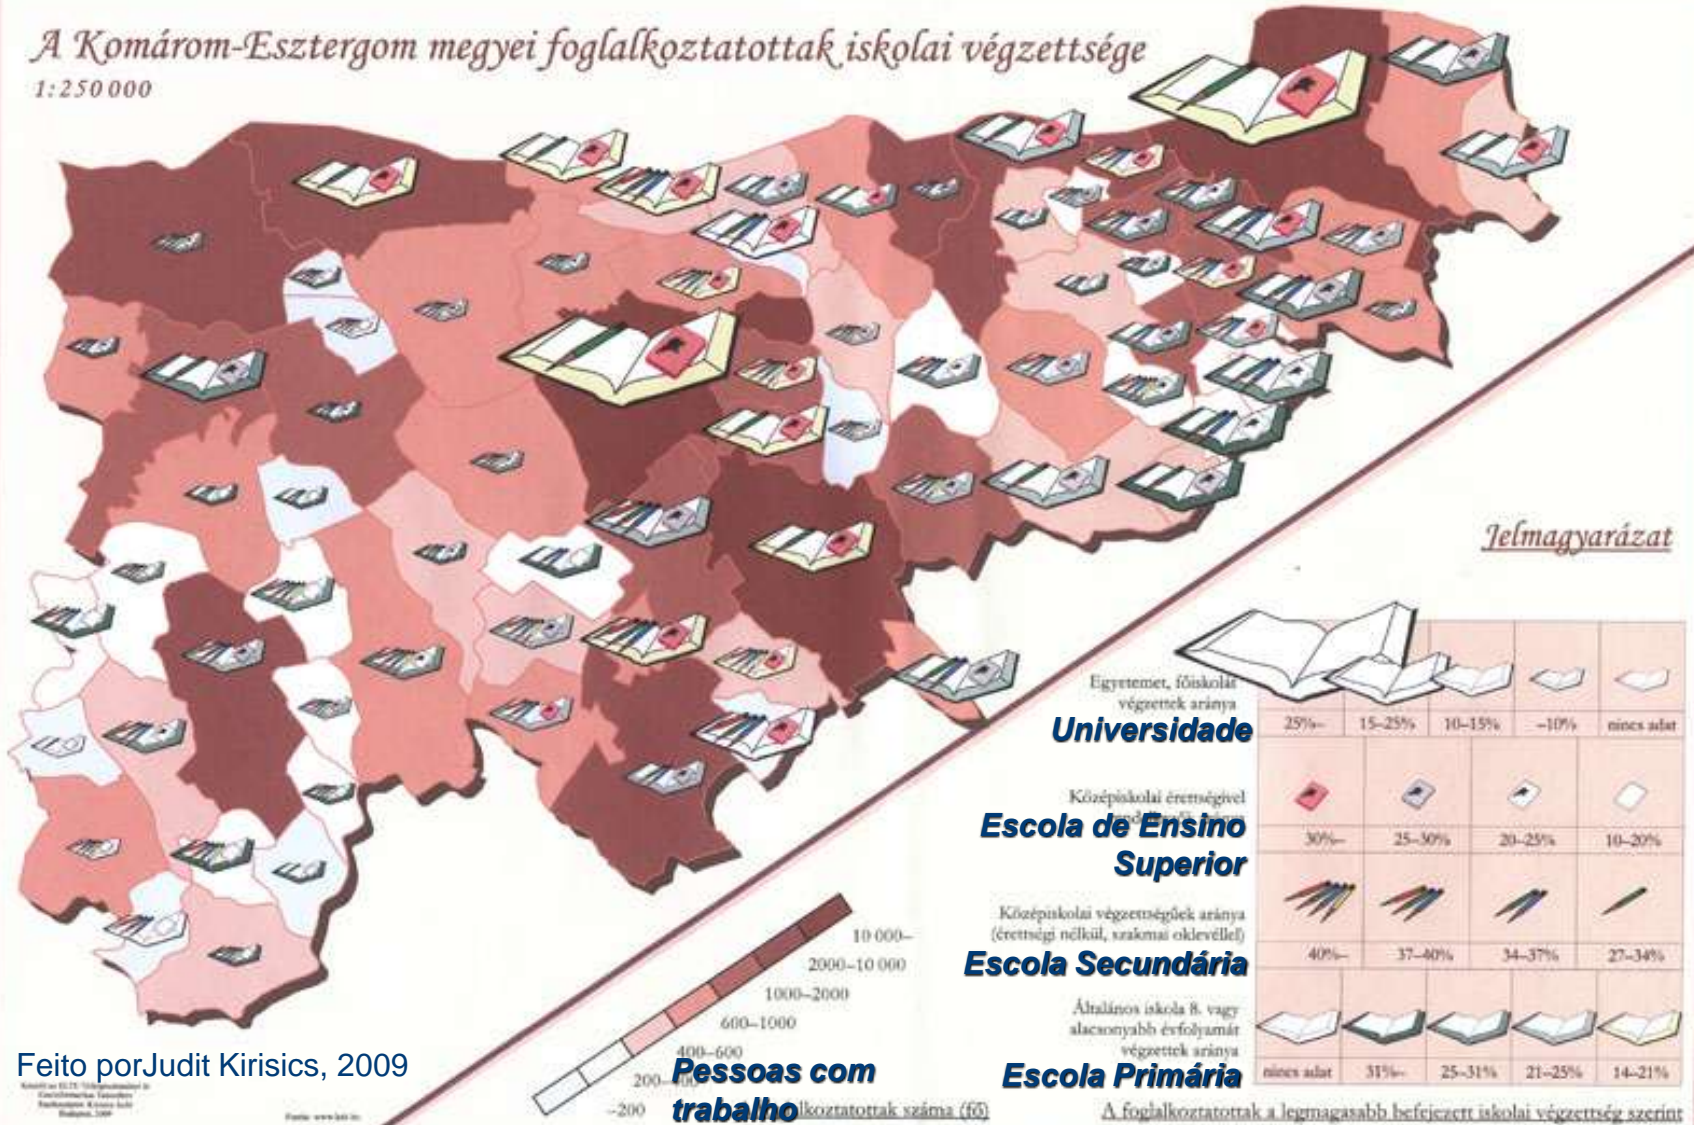 A Komárom-Esztergom megyei foglalkoztatottak iskolai végzettsége
1:250 000
Jelmagyarázat
Egyetemet, főiskolát
végzettek aránya
Universidade
25%–
15–25%
10–15%
–10%
nincs adat
Középiskolai érettségivel
Escola de Ensino
Superior
30%–
25–30%
20–25%
10–20%
Középiskolai végzettségűek aránya
(érettségi nélkül, szakmai oklevéllel)
Escola Secundária
40%–
37–40%
34–37%
27–34%
Általános iskola 8. vagy
alacsonyabb évfolyamát
végzettek aránya
Escola Primária
nincs adat
31%–
25–31%
21–25%
14–21%
A foglalkoztatottak a legmagasabb befejezett iskolai végzettség szerint
10 000–
2000–10 000
1000–2000
600–1000
400–600
200–400
–200
Pessoas com
trabalho
száma (fő)
Feito porJudit Kirisics, 2009